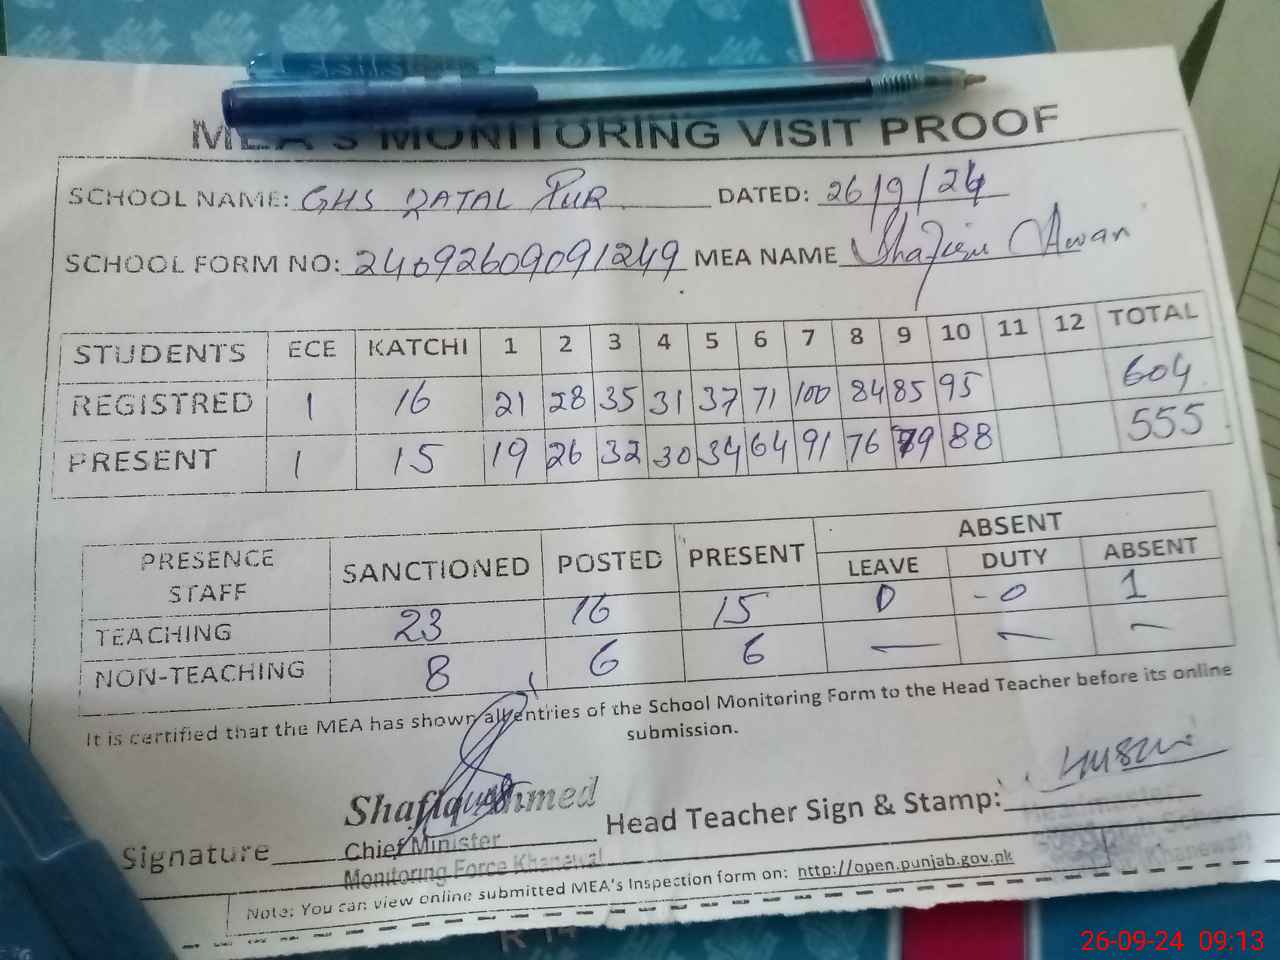 MEA'S MONITORING VISIT PROOF
SCHOOL NAME: GHS RATAL PUR DATED: 26/9/24
SCHOOL FORM NO: 24092609091249 MEA NAME Awan
STUDENTS ECE KATCHI 1 2 3 4 5 6 7 8 9 10 11 12 TOTAL
REGISTRED 1 16 21 28 35 31 37 71 100 84 85 95 604
PRESENT 1 15 19 26 32 30 34 64 91 76 79 88 555
PRESENCE STAFF SANCTIONED POSTED PRESENT ABSENT
LEAVE DUTY ABSENT
TEACHING 23 16 15 0 - 0 1
NON-TEACHING 8 6 6 — — —
It is certified that the MEA has shown all entries of the School Monitoring Form to the Head Teacher before its online
submission.
Signature Head Teacher Sign & Stamp:
Shafiq Ahmed
Chief Minister
Monitoring Force Khanewal
Note: You can view online submitted MEA's Inspection form on: http://open.punjab.gov.pk
26-09-24 09:13